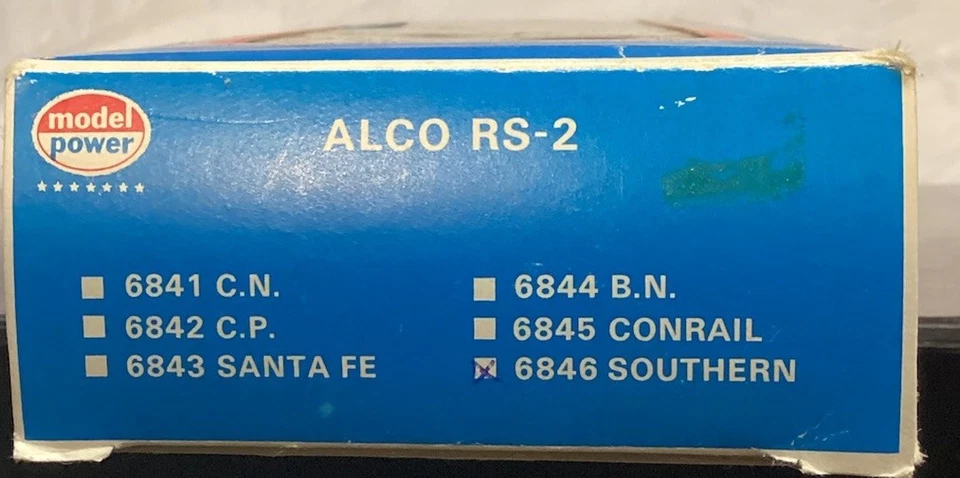 model
power
ALCO RS-2
6841 C.N.
6842 C.P.
6843 SANTA FE
6844 B.N.
6845 CONRAIL
6846 SOUTHERN